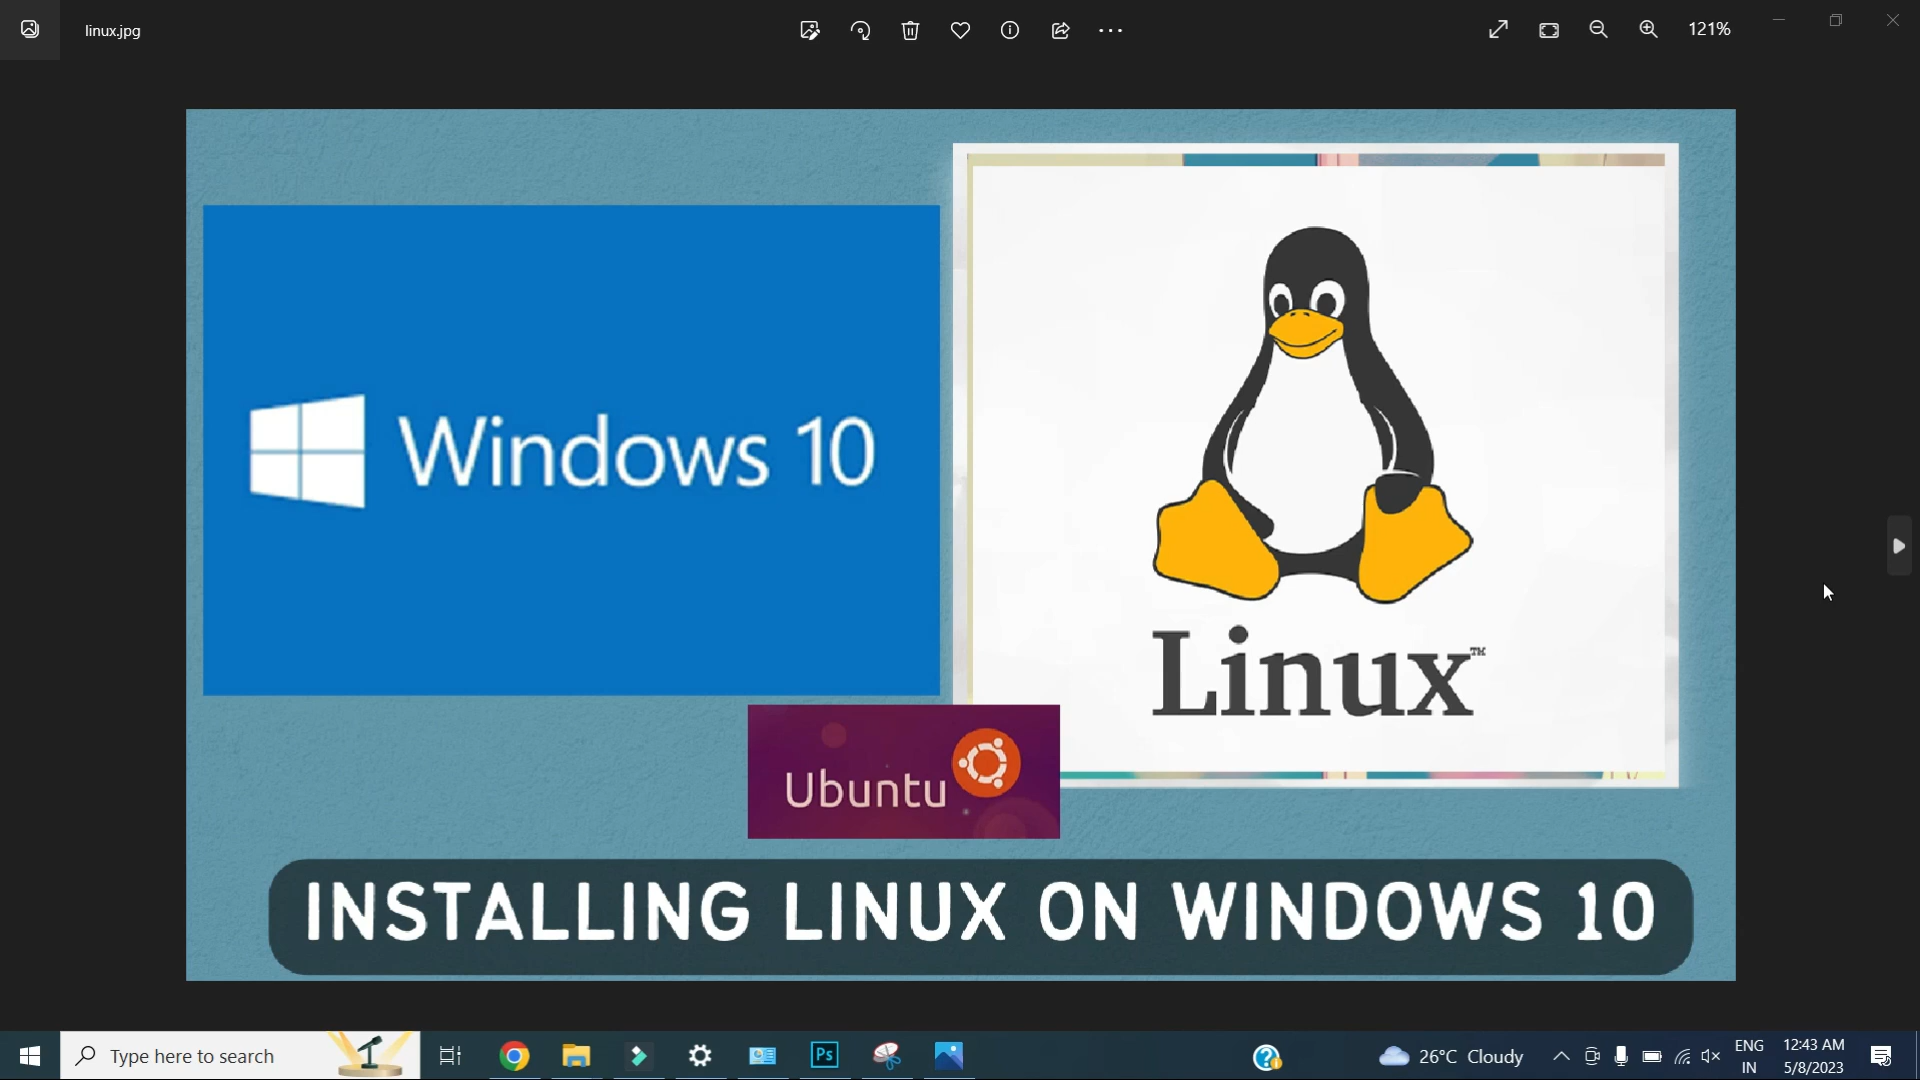 linux.jpg
121%
Windows 10
Linux™
Ubuntu
INSTALLING LINUX ON WINDOWS 10
Type here to search
Ps
26°C Cloudy
ENG
IN
12:43 AM
5/8/2023